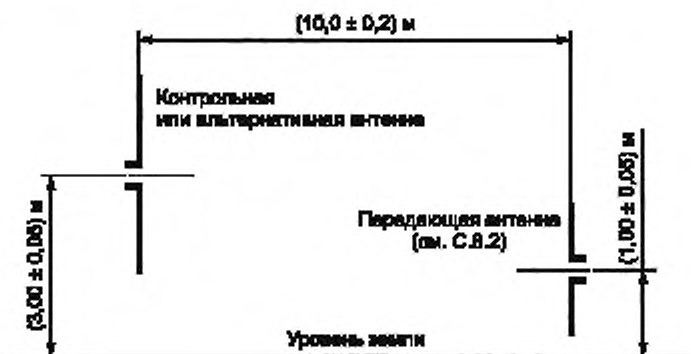 (10,0 ± 0,2) м
Контрольная
или альтернативная антенна
(3,00 ± 0,05) м
Передающая антенна
(см. С.8.2)
(1,00 ± 0,05) м
Уровень земли